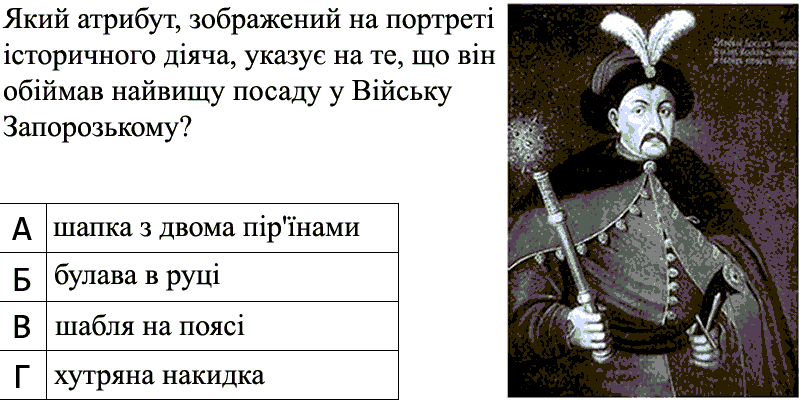 Який атрибут, зображений на портреті
історичного діяча, указує на те, що він
обіймав найвищу посаду у Війську
Запорозькому?
А шапка з двома пір'їнами
Б булава в руці
В шабля на поясі
Г хутряна накидка